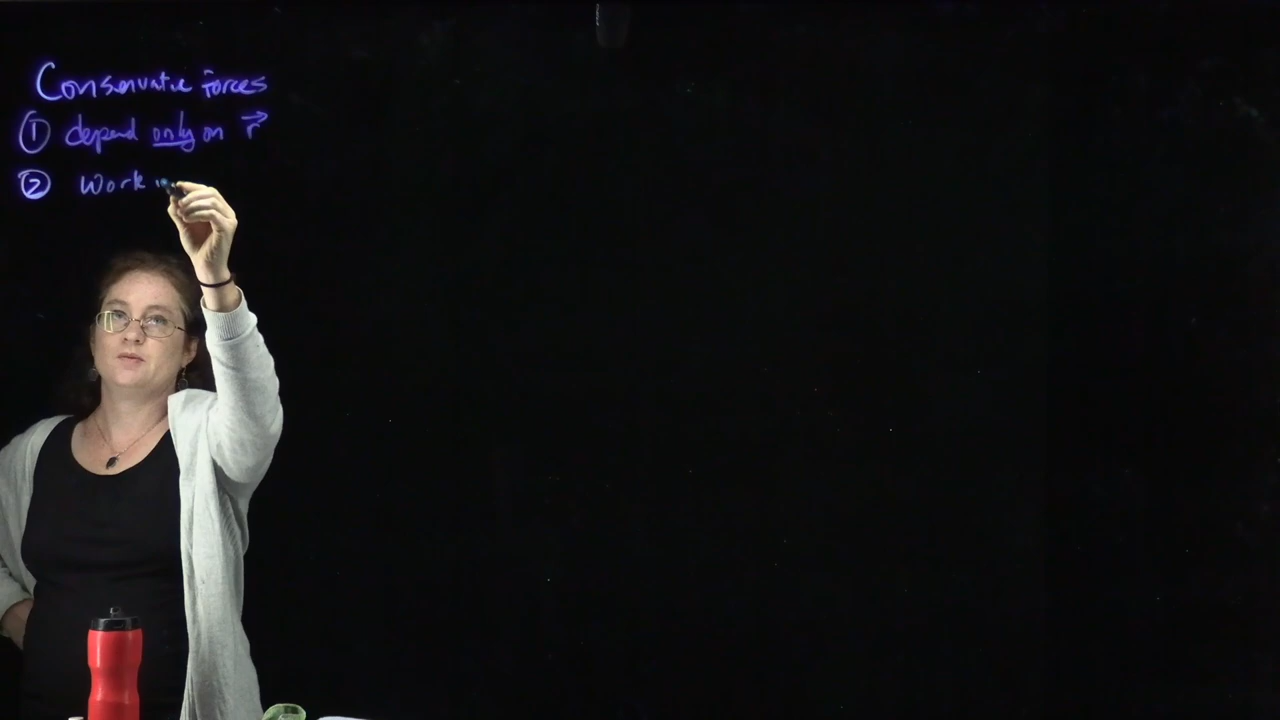 Conservative forces
① depend only on r⃗
② Work